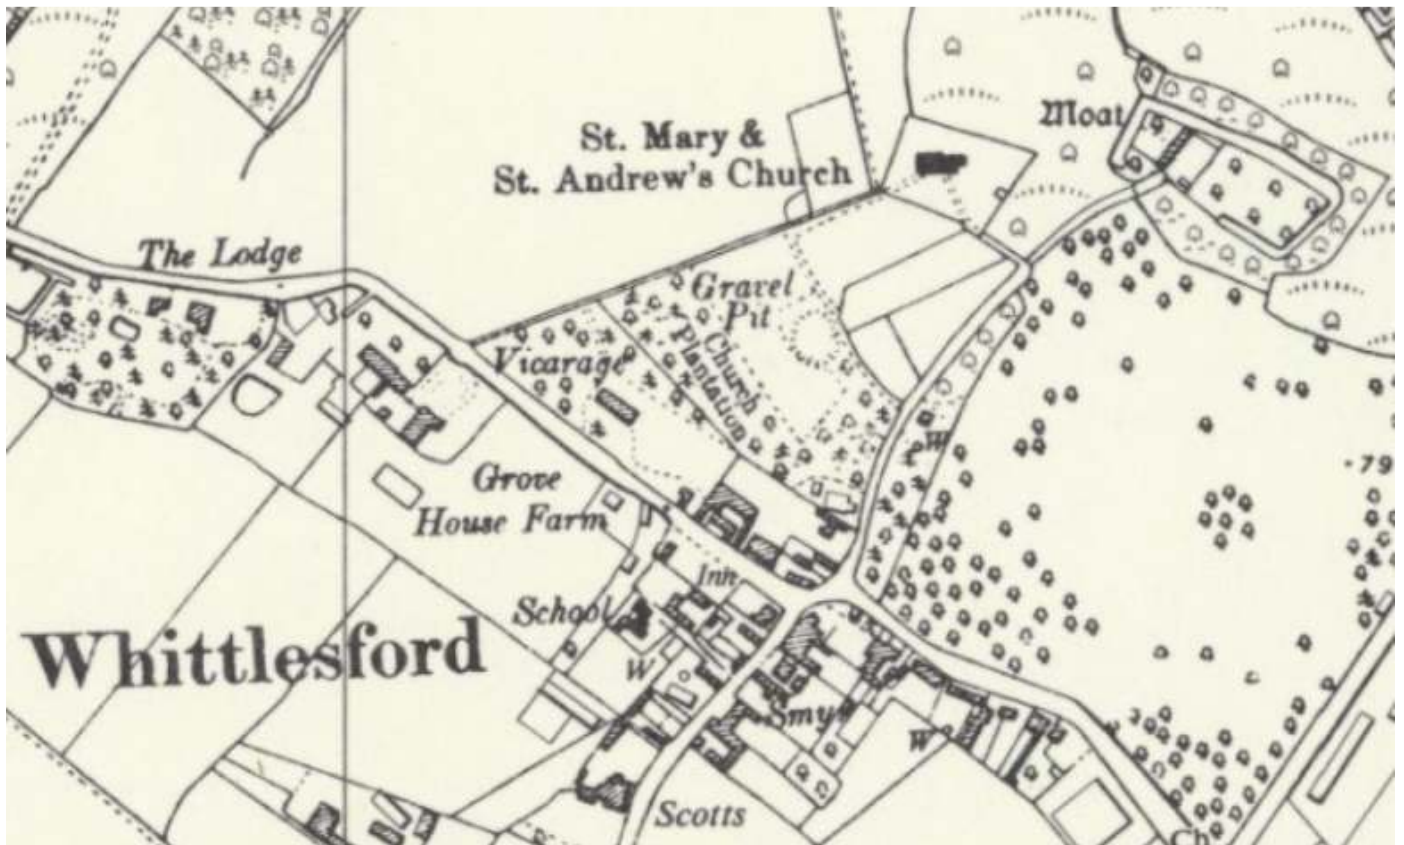 Moat
St. Mary &
St. Andrew's Church
The Lodge
Gravel
Pit
Vicarage
Church
Plantation
W
- 79
Grove
House Farm
Inn
School
Whittlesford
W
Smy
W
Scotts
Ch